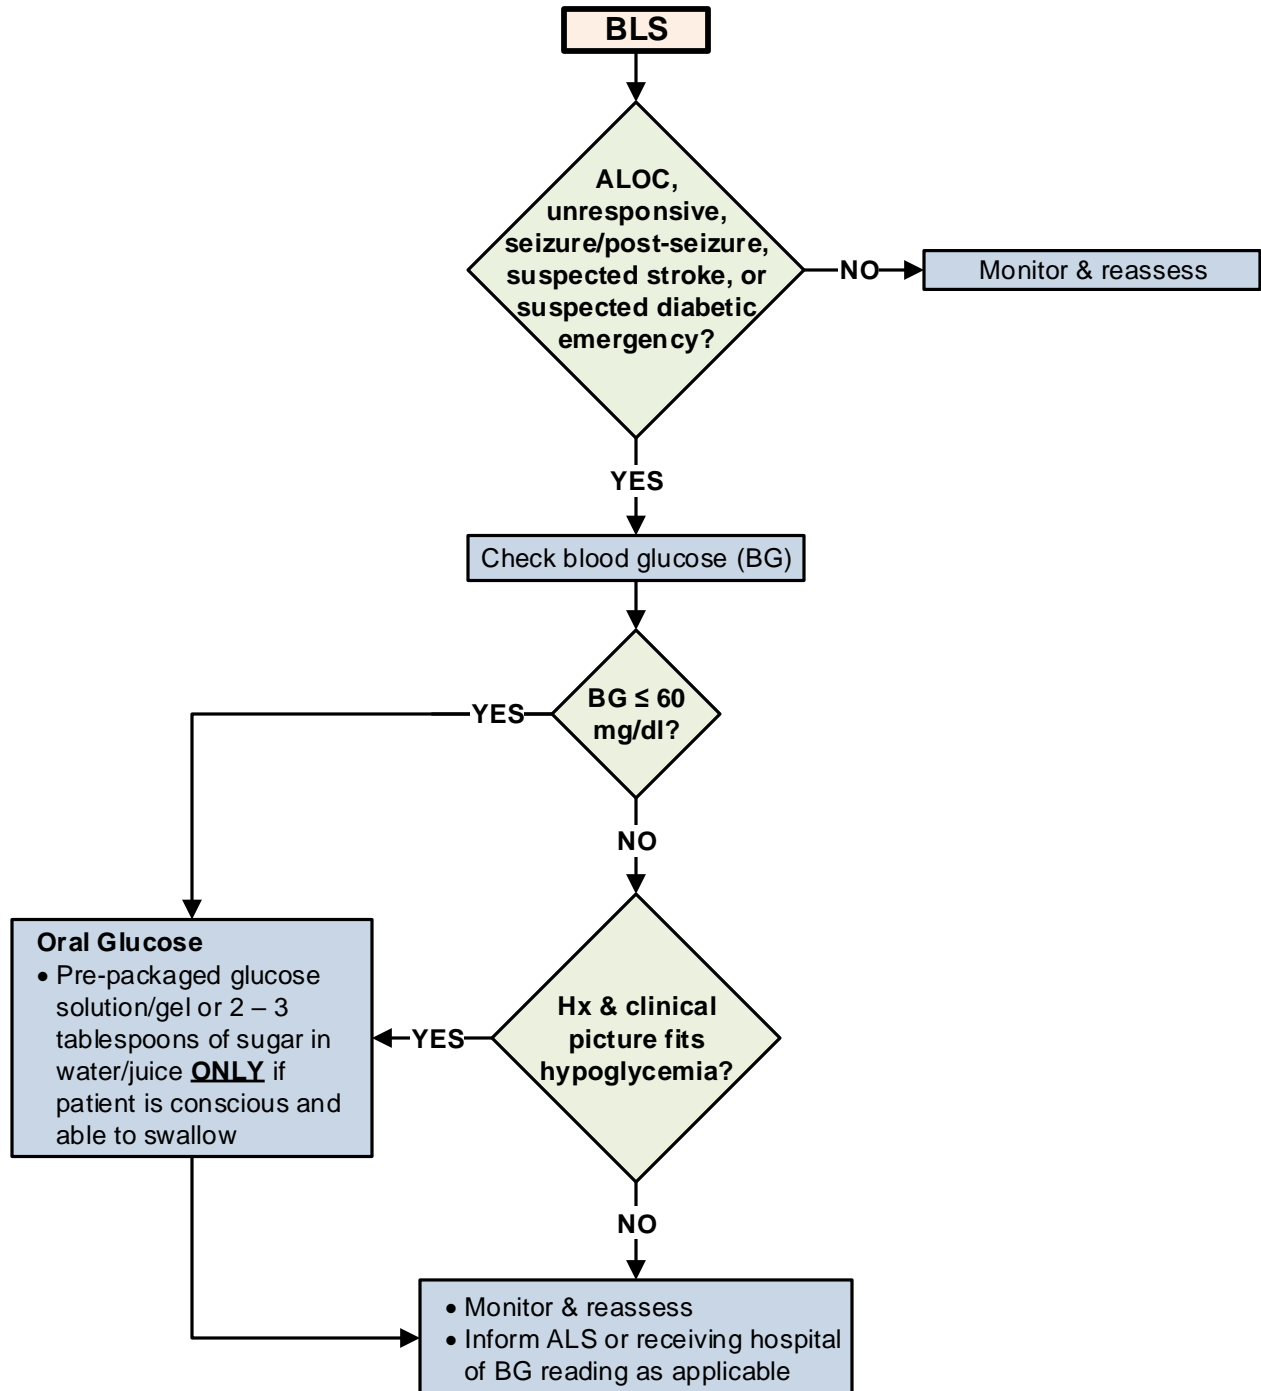 BLS
ALOC,
unresponsive,
seizure/post-seizure,
suspected stroke, or
suspected diabetic
emergency?
NO
Monitor & reassess
YES
Check blood glucose (BG)
BG ≤ 60
mg/dl?
YES
NO
Oral Glucose
• Pre-packaged glucose
solution/gel or 2 – 3
tablespoons of sugar in
water/juice ONLY if
patient is conscious and
able to swallow
YES
Hx & clinical
picture fits
hypoglycemia?
NO
• Monitor & reassess
• Inform ALS or receiving hospital
of BG reading as applicable